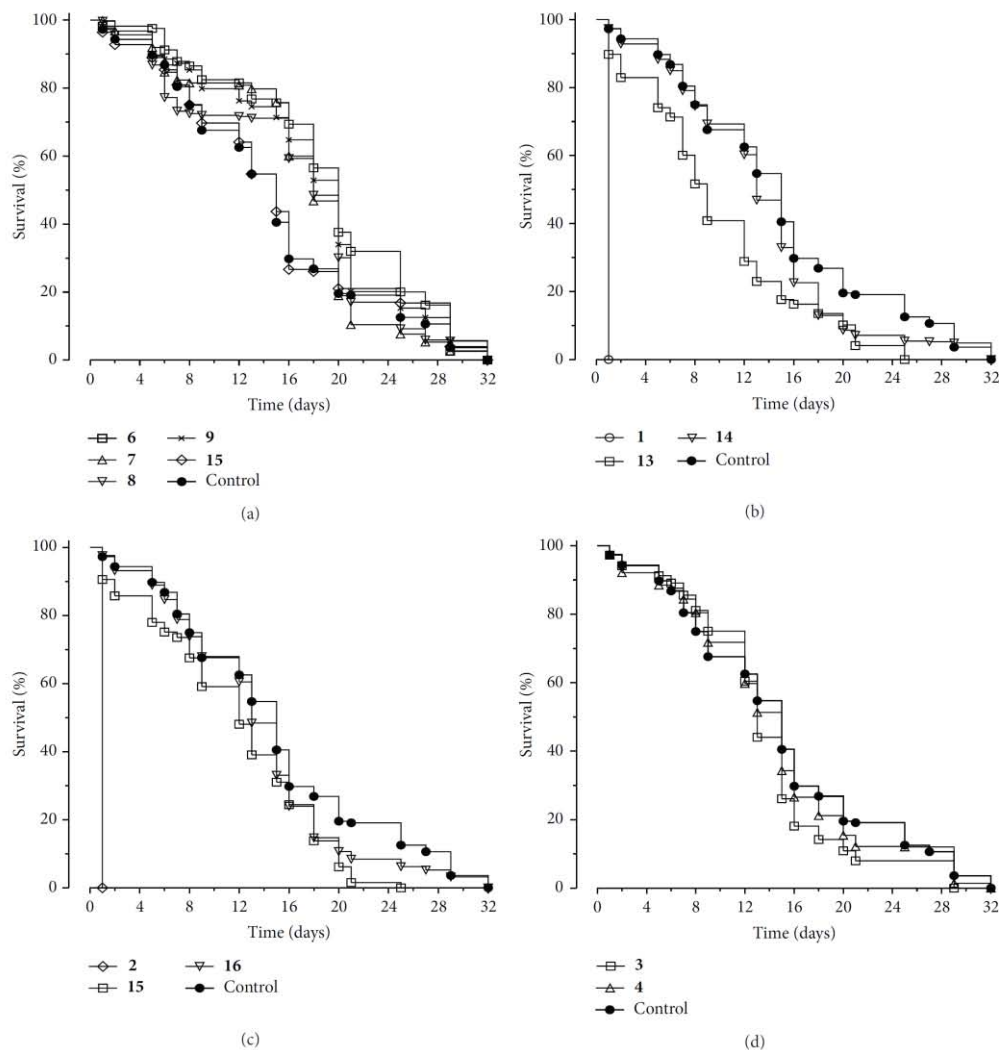 100
80
60
40
20
0
Survival (%)
0 4 8 12 16 20 24 28 32
Time (days)
6 9
7 15
8 Control
(a)
100
80
60
40
20
0
Survival (%)
0 4 8 12 16 20 24 28 32
Time (days)
1 14
13 Control
(b)
100
80
60
40
20
0
Survival (%)
0 4 8 12 16 20 24 28 32
Time (days)
2 16
15 Control
(c)
100
80
60
40
20
0
Survival (%)
0 4 8 12 16 20 24 28 32
Time (days)
3
4
Control
(d)